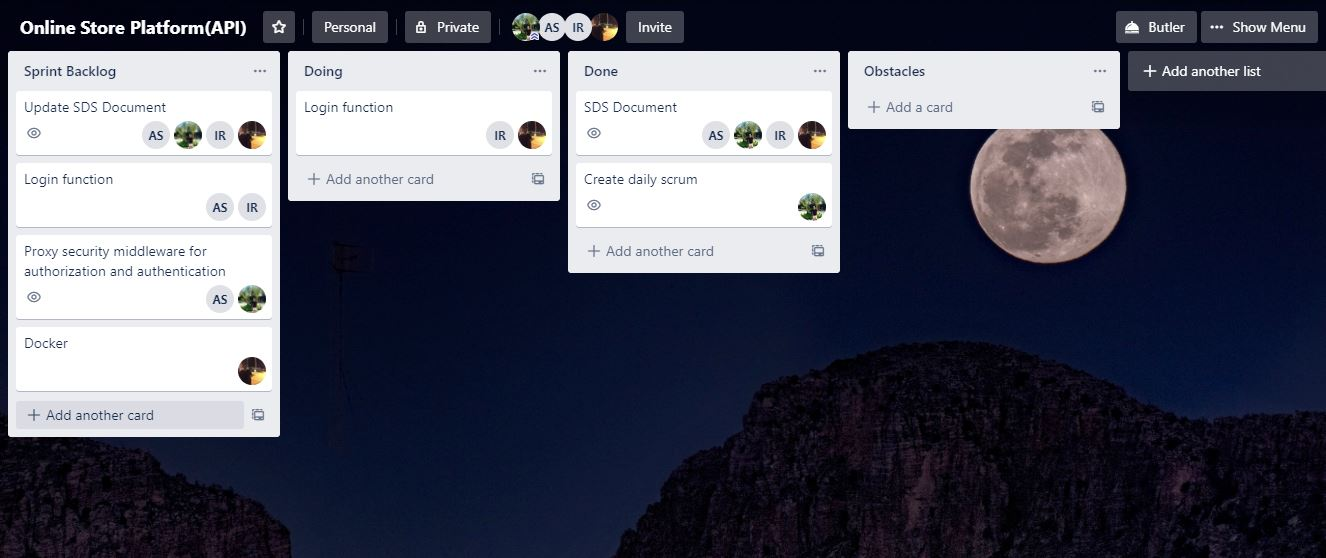 Online Store Platform(API)
Personal
Private
AS
IR
Invite
Butler
Show Menu
Sprint Backlog
Update SDS Document
AS
IR
Login function
AS
IR
Proxy security middleware for
authorization and authentication
AS
Docker
Add another card
Doing
Login function
IR
Add another card
Done
SDS Document
AS
IR
Create daily scrum
Add another card
Obstacles
Add a card
Add another list